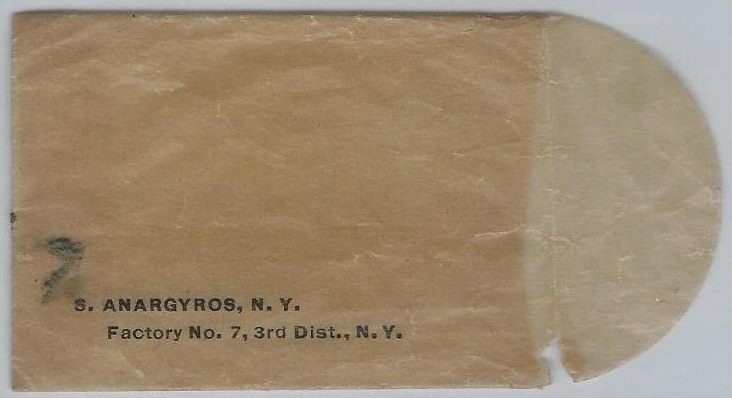 S. ANARGYROS, N. Y.
Factory No. 7, 3rd Dist., N. Y.